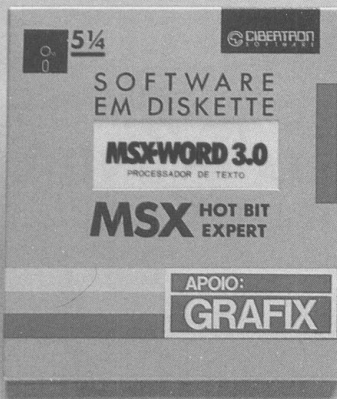 5¼
CIBERTRON
SOFTWARE
SOFTWARE
EM DISKETTE
MSX-WORD 3.0
PROCESSADOR DE TEXTO
MSX HOT BIT
EXPERT
APOIO:
GRAFIX